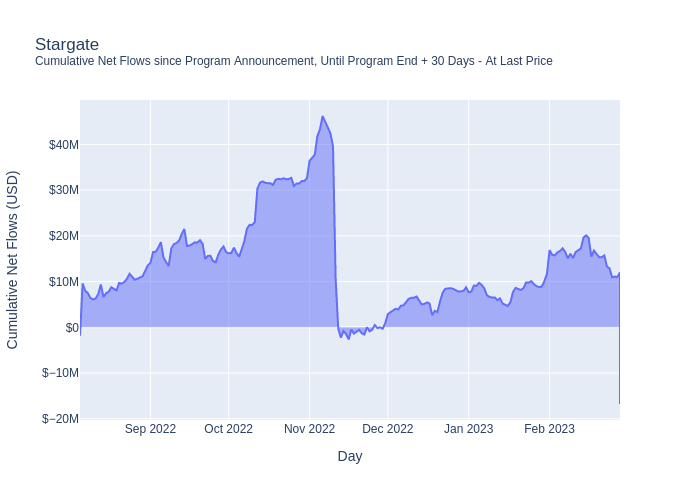 Stargate
Cumulative Net Flows since Program Announcement, Until Program End + 30 Days - At Last Price
Cumulative Net Flows (USD)
$40M
$30M
$20M
$10M
$0
$−10M
$−20M
Sep 2022
Oct 2022
Nov 2022
Dec 2022
Jan 2023
Feb 2023
Day